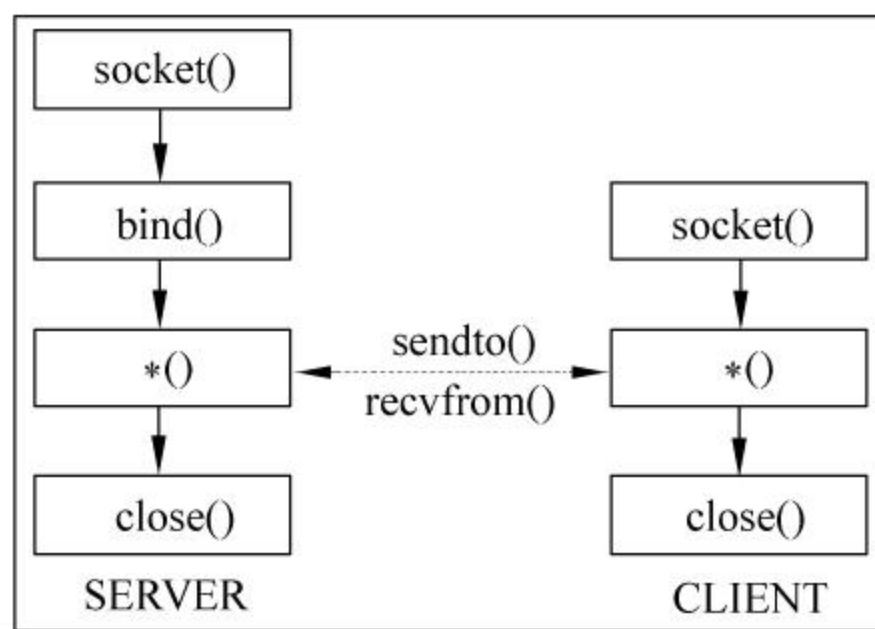 socket()
bind()
*()
close()
SERVER
sendto()
recvfrom()
socket()
*()
close()
CLIENT